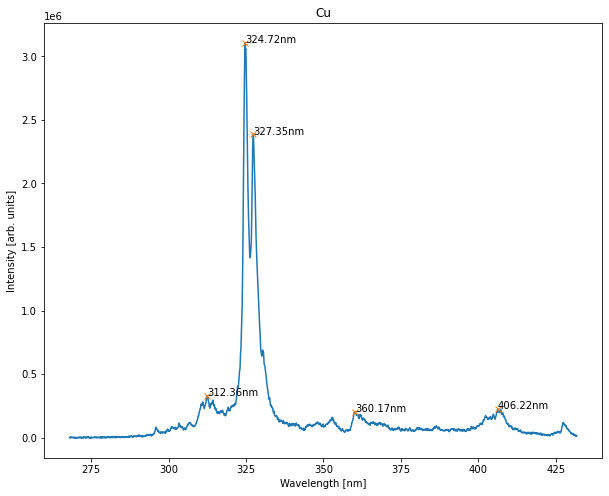 Cu
1e6
324.72nm
327.35nm
312.36nm
360.17nm
406.22nm
3.0
2.5
2.0
1.5
1.0
0.5
0.0
Intensity [arb. units]
275
300
325
350
375
400
425
Wavelength [nm]